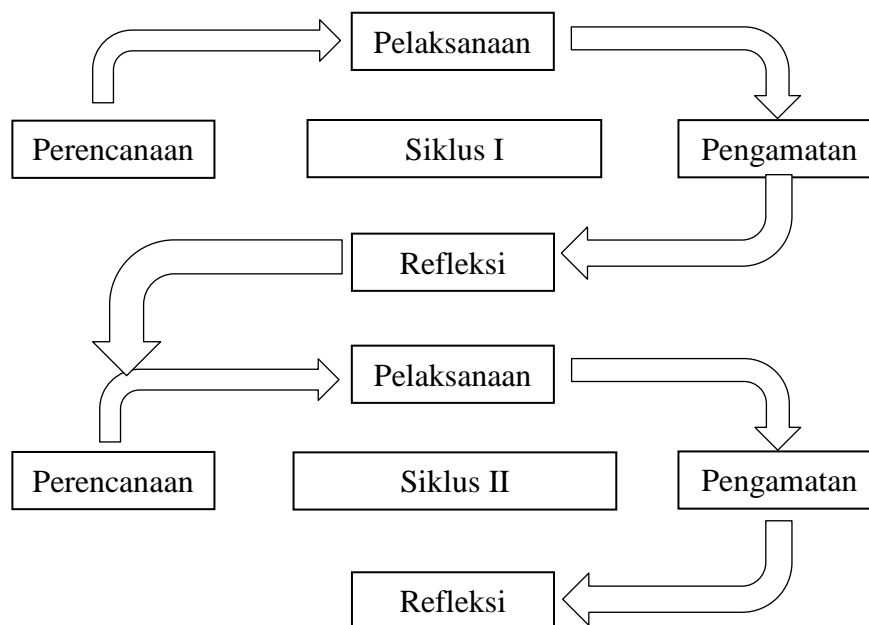 Pelaksanaan
Perencanaan
Siklus I
Pengamatan
Refleksi
Pelaksanaan
Perencanaan
Siklus II
Pengamatan
Refleksi